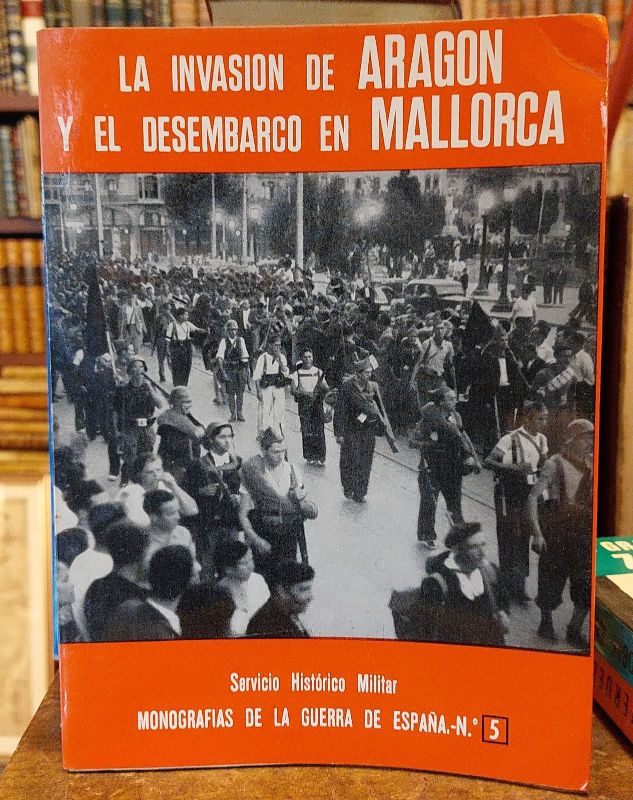 LA INVASION DE ARAGON
Y EL DESEMBARCO EN MALLORCA
Servicio Histórico Militar
MONOGRAFIAS DE LA GUERRA DE ESPAÑA.-N.º 5